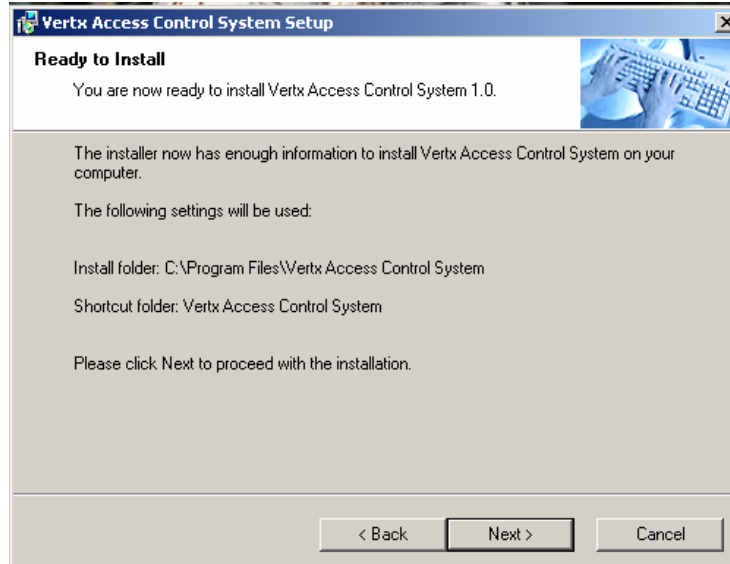 Vertx Access Control System Setup
Ready to Install
You are now ready to install Vertx Access Control System 1.0.
The installer now has enough information to install Vertx Access Control System on your
computer.
The following settings will be used:
Install folder: C:\Program Files\Vertx Access Control System
Shortcut folder: Vertx Access Control System
Please click Next to proceed with the installation.
< Back
Next >
Cancel